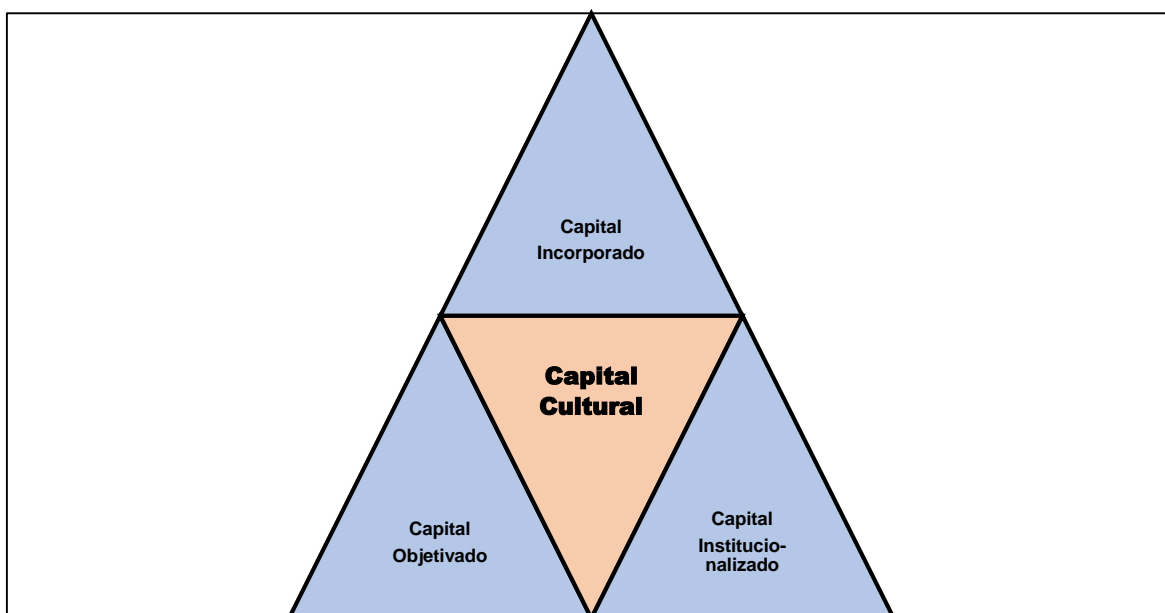 Capital
Incorporado
Capital
Cultural
Capital
Objetivado
Capital
Institucio-
nalizado